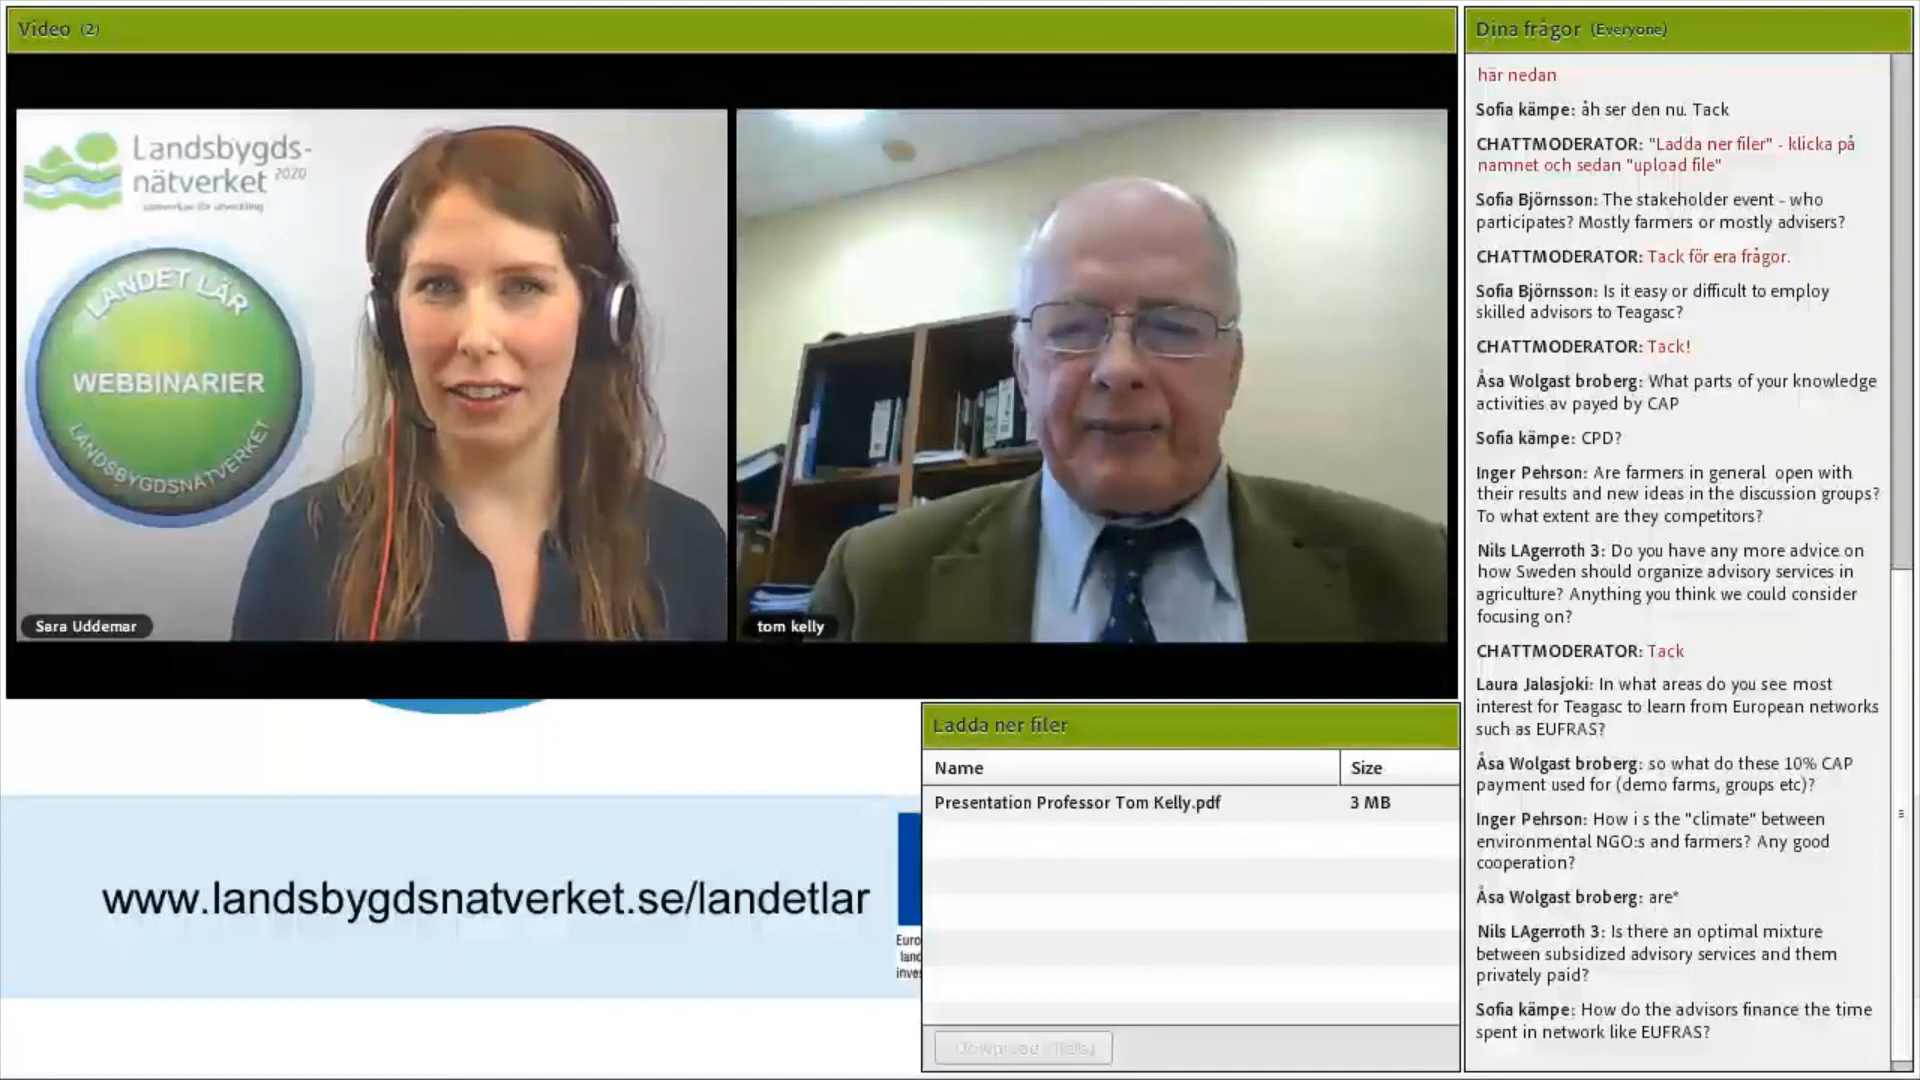 Video (2)
Landsbygds-
nätverket 2020
samverkan för utveckling
LANDET LÄR
WEBBINARIER
LANDSBYGDSNÄTVERKET
Sara Uddemar
tom kelly
www.landsbygdsnatverket.se/landetlar
Euro
land
inves
Ladda ner filer
Name Size
Presentation Professor Tom Kelly.pdf 3 MB
Download File(s)
Dina frågor (Everyone)
här nedan
Sofia kämpe: åh ser den nu. Tack
CHATTMODERATOR: "Ladda ner filer" - klicka på
namnet och sedan "upload file"
Sofia Björnsson: The stakeholder event - who
participates? Mostly farmers or mostly advisers?
CHATTMODERATOR: Tack för era frågor.
Sofia Björnsson: Is it easy or difficult to employ
skilled advisors to Teagasc?
CHATTMODERATOR: Tack!
Åsa Wolgast broberg: What parts of your knowledge
activities av payed by CAP
Sofia kämpe: CPD?
Inger Pehrson: Are farmers in general open with
their results and new ideas in the discussion groups?
To what extent are they competitors?
Nils LAgerroth 3: Do you have any more advice on
how Sweden should organize advisory services in
agriculture? Anything you think we could consider
focusing on?
CHATTMODERATOR: Tack
Laura Jalasjoki: In what areas do you see most
interest for Teagasc to learn from European networks
such as EUFRAS?
Åsa Wolgast broberg: so what do these 10% CAP
payment used for (demo farms, groups etc)?
Inger Pehrson: How i s the "climate" between
environmental NGO:s and farmers? Any good
cooperation?
Åsa Wolgast broberg: are*
Nils LAgerroth 3: Is there an optimal mixture
between subsidized advisory services and them
privately paid?
Sofia kämpe: How do the advisors finance the time
spent in network like EUFRAS?